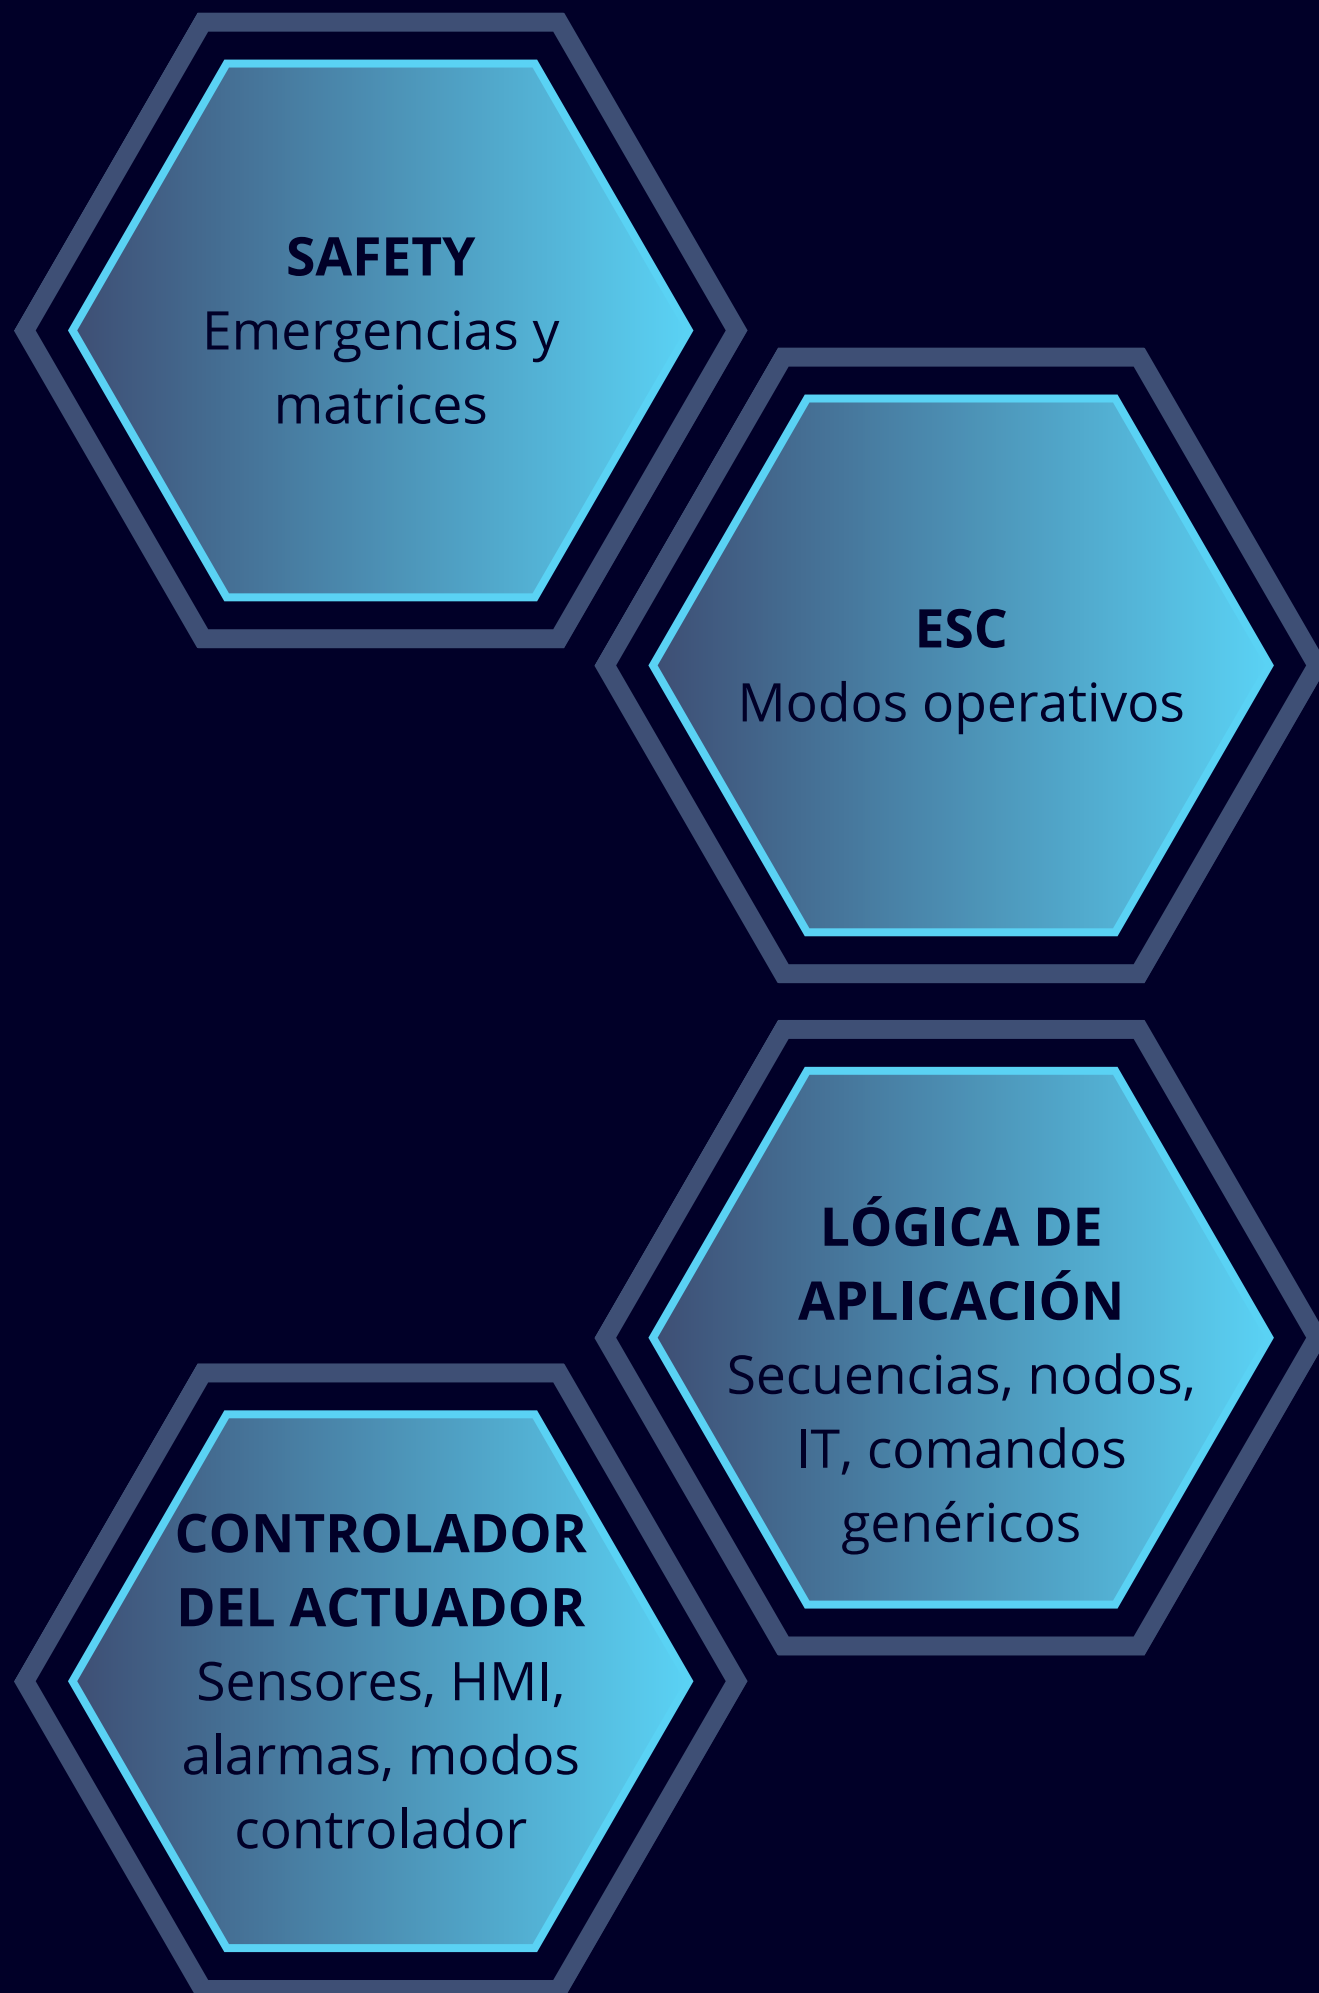 SAFETY
Emergencias y
matrices
ESC
Modos operativos
LÓGICA DE
APLICACIÓN
Secuencias, nodos,
IT, comandos
genéricos
CONTROLADOR
DEL ACTUADOR
Sensores, HMI,
alarmas, modos
controlador